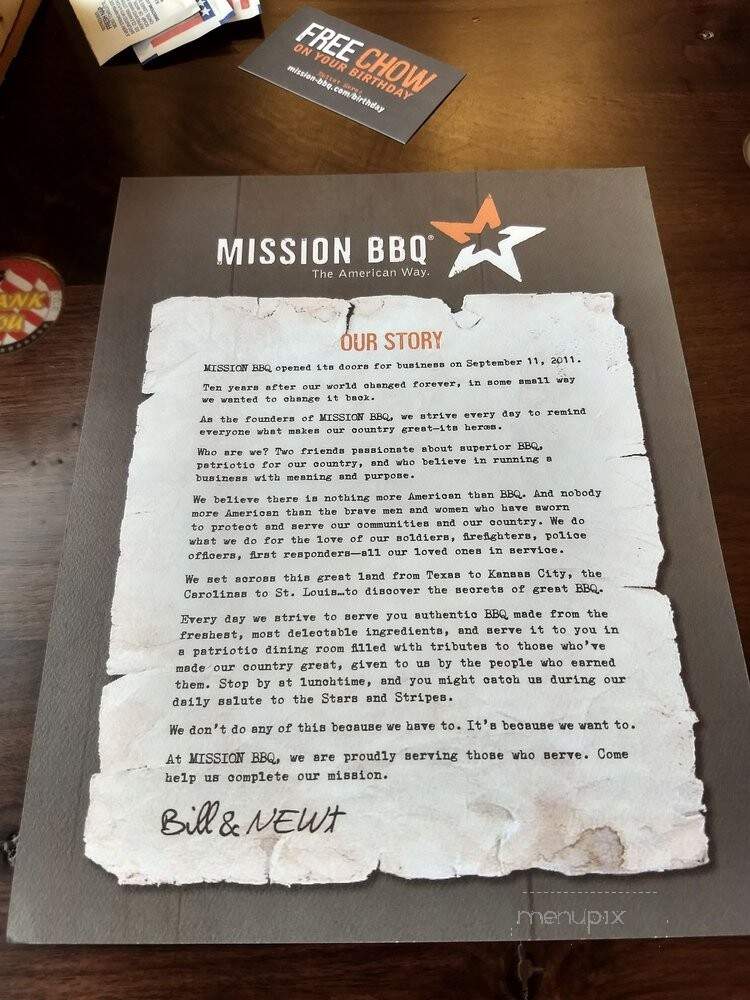 FREE CHOW
ON YOUR BIRTHDAY
mission-bbq.com/birthday
ANK
OU
MISSION BBQ®
The American Way.
OUR STORY
MISSION BBQ opened its doors for business on September 11, 2011.
Ten years after our world changed forever, in some small way
we wanted to change it back.
As the founders of MISSION BBQ, we strive every day to remind
everyone what makes our country great—its heros.
Who are we? Two friends passionate about superior BBQ,
patriotic for our country, and who believe in running a
business with meaning and purpose.
We believe there is nothing more American than BBQ. And nobody
more American than the brave men and women who have sworn
to protect and serve our communities and our country. We do
what we do for the love of our soldiers, firefighters, police
officers, first responders—all our loved ones in service.
We set across this great land from Texas to Kansas City, the
Carolinas to St. Louis…to discover the secrets of great BBQ.
Every day we strive to serve you authentic BBQ made from the
freshest, most delectable ingredients, and serve it to you in
a patriotic dining room filled with tributes to those who've
made our country great, given to us by the people who earned
them. Stop by at lunchtime, and you might catch us during our
daily salute to the Stars and Stripes.
We don't do any of this because we have to. It's because we want to.
At MISSION BBQ, we are proudly serving those who serve. Come
help us complete our mission.
Bill & NEWt
menupix